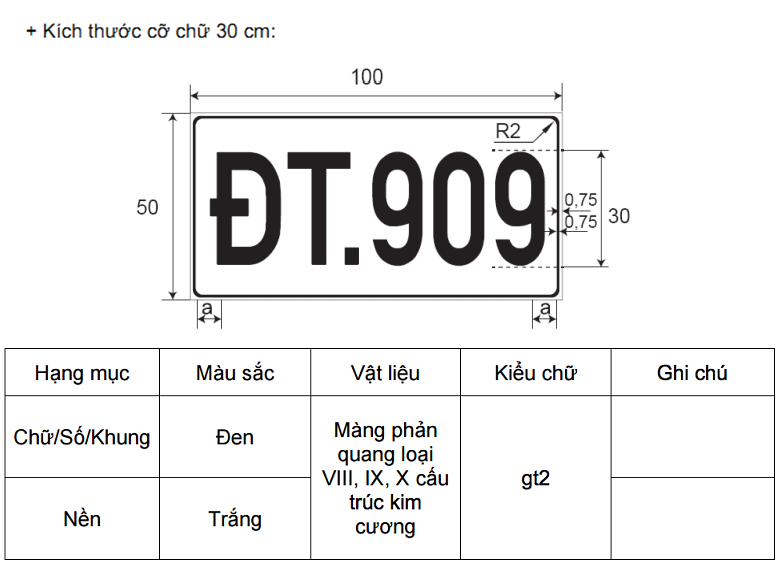 + Kích thước cỡ chữ 30 cm:
100
R2
50
ĐT.909
0,75
0,75
30
a
a
Hạng mục
Màu sắc
Vật liệu
Kiểu chữ
Ghi chú
Chữ/Số/Khung
Đen
Màng phản
quang loại
VIII, IX, X cấu
trúc kim
cương
gt2
Nền
Trắng